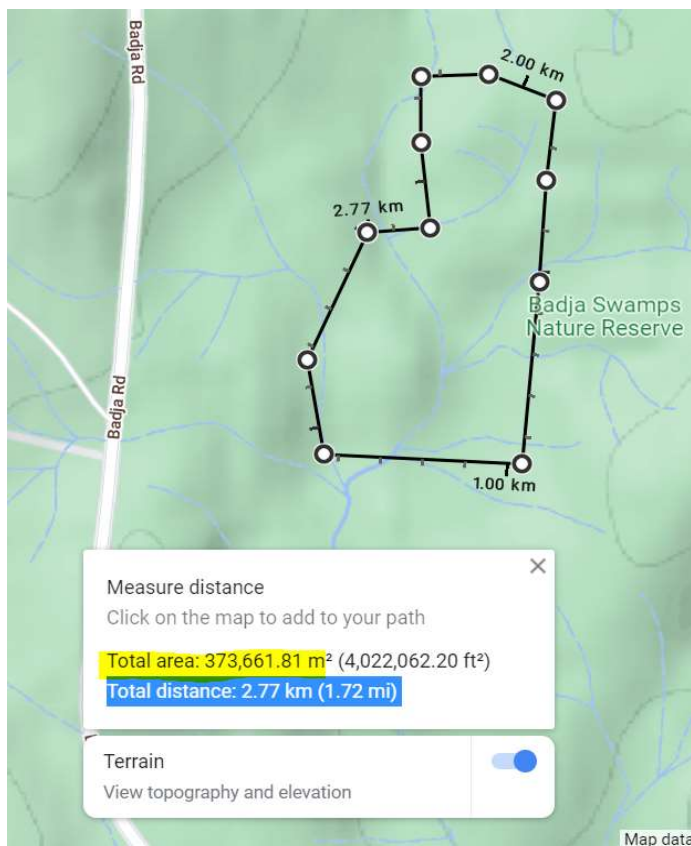 Badja Rd
2.00 km
2.77 km
Badja Swamps
Nature Reserve
Badja Rd
1.00 km
Measure distance
Click on the map to add to your path
Total area: 373,661.81 m² (4,022,062.20 ft²)
Total distance: 2.77 km (1.72 mi)
Terrain
View topography and elevation
Map data